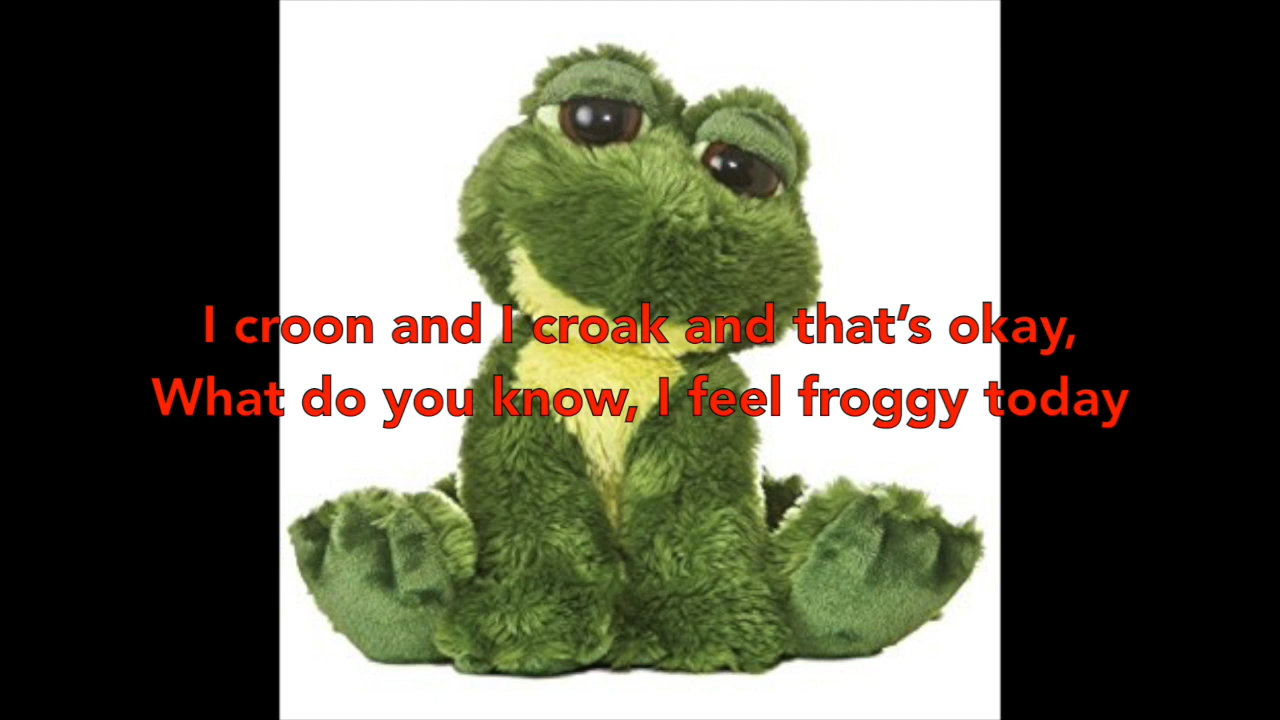 I croon and I croak and that’s okay,
What do you know, I feel froggy today